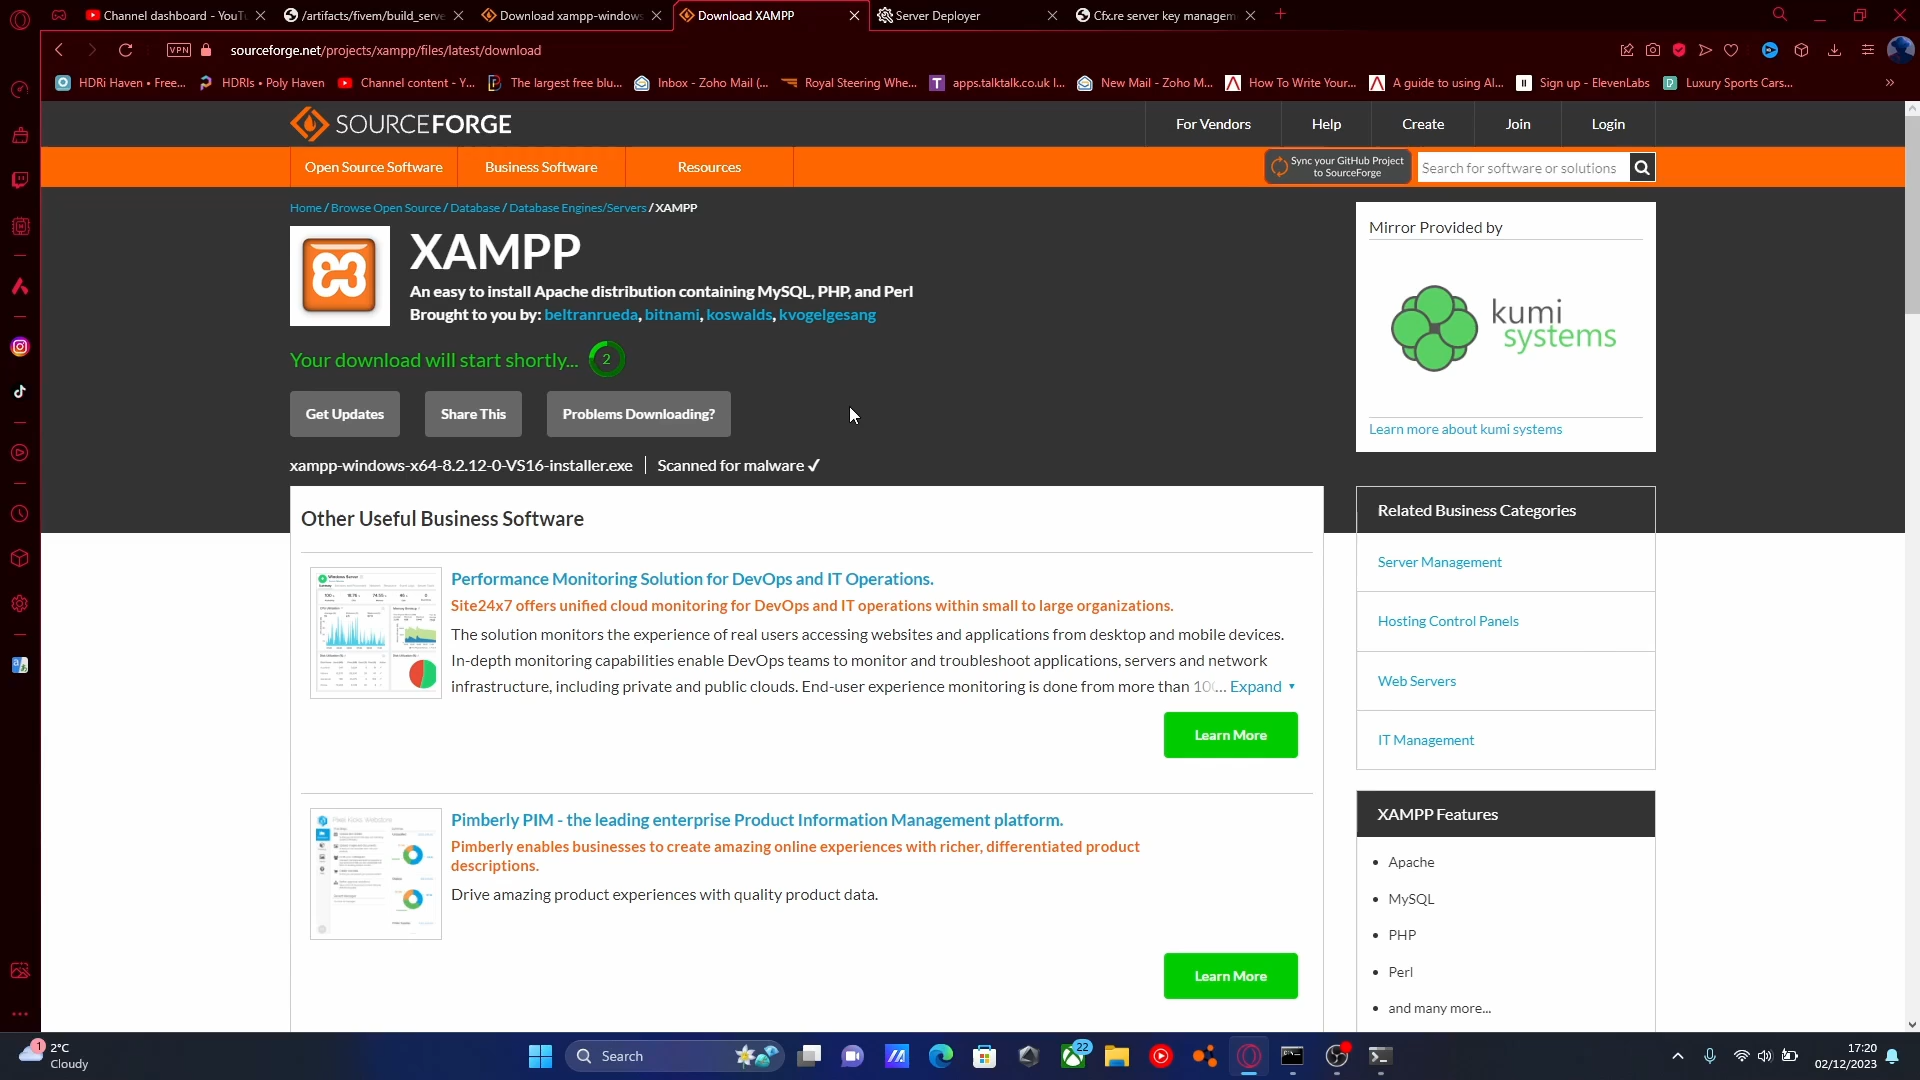 Channel dashboard - YouTu
/artifacts/fivem/build_serve
Download xampp-windows
Download XAMPP
Server Deployer
Cfx.re server key managem
VPN
sourceforge.net/projects/xampp/files/latest/download
HDRi Haven • Free...
HDRIs • Poly Haven
Channel content - Y...
The largest free blu...
Inbox - Zoho Mail (...
Royal Steering Whe...
apps.talktalk.co.uk I...
New Mail - Zoho M...
How To Write Your...
A guide to using AI...
Sign up - ElevenLabs
Luxury Sports Cars...
SOURCEFORGE
For Vendors
Help
Create
Join
Login
Open Source Software
Business Software
Resources
Sync your GitHub Project
to SourceForge
Search for software or solutions
Home / Browse Open Source / Database / Database Engines/Servers / XAMPP
XAMPP
An easy to install Apache distribution containing MySQL, PHP, and Perl
Brought to you by: beltranrueda, bitnami, koswalds, kvogelgesang
Your download will start shortly... 2
Get Updates
Share This
Problems Downloading?
xampp-windows-x64-8.2.12-0-VS16-installer.exe
Scanned for malware ✓
Mirror Provided by
kumi
systems
Learn more about kumi systems
Other Useful Business Software
Performance Monitoring Solution for DevOps and IT Operations.
Site24x7 offers unified cloud monitoring for DevOps and IT operations within small to large organizations.
The solution monitors the experience of real users accessing websites and applications from desktop and mobile devices.
In-depth monitoring capabilities enable DevOps teams to monitor and troubleshoot applications, servers and network
infrastructure, including private and public clouds. End-user experience monitoring is done from more than 10... Expand
Learn More
Pimberly PIM - the leading enterprise Product Information Management platform.
Pimberly enables businesses to create amazing online experiences with richer, differentiated product
descriptions.
Drive amazing product experiences with quality product data.
Learn More
Related Business Categories
Server Management
Hosting Control Panels
Web Servers
IT Management
XAMPP Features
• Apache
• MySQL
• PHP
• Perl
• and many more...
1
2°C
Cloudy
Search
22
17:20
02/12/2023